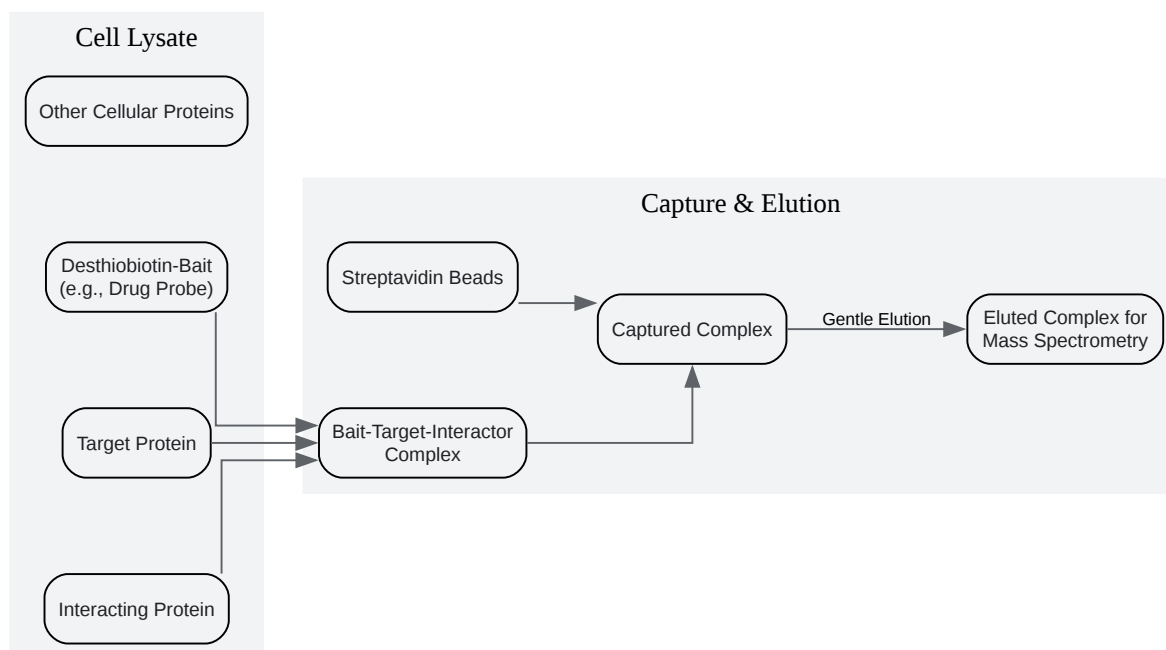 Cell Lysate
Other Cellular Proteins
Desthiobiotin-Bait
(e.g., Drug Probe)
Target Protein
Interacting Protein
Capture & Elution
Streptavidin Beads
Bait-Target-Interactor
Complex
Captured Complex
Gentle Elution
Eluted Complex for
Mass Spectrometry